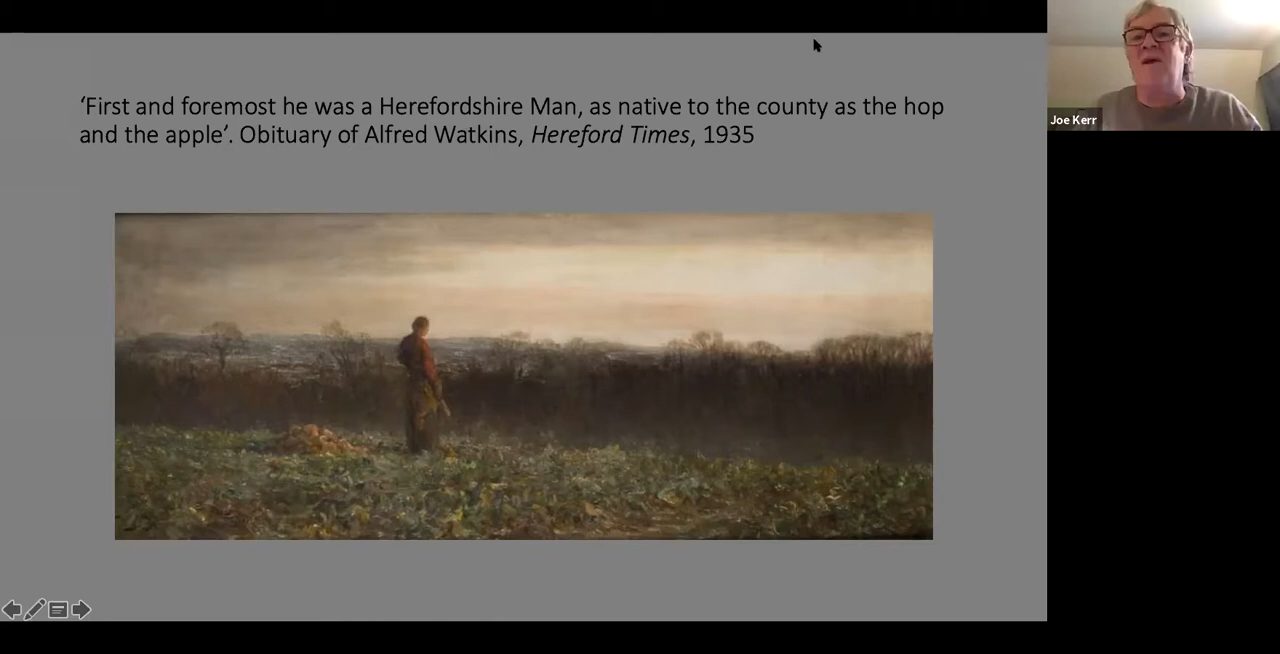 ‘First and foremost he was a Herefordshire Man, as native to the county as the hop
and the apple’. Obituary of Alfred Watkins, Hereford Times, 1935
Joe Kerr